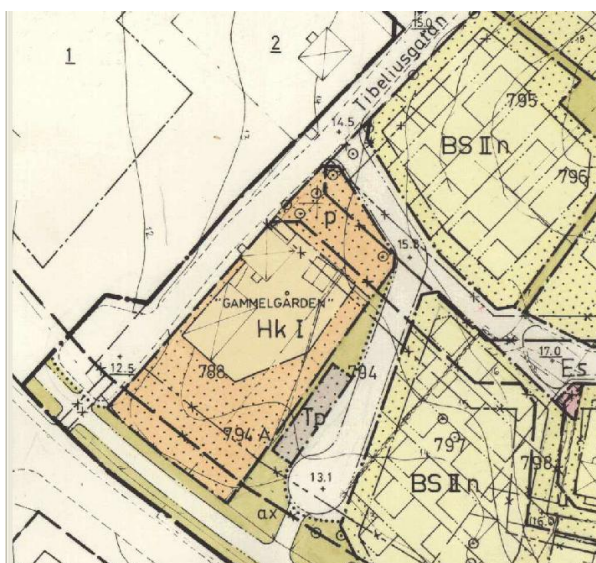 15.0
1
2
Tibeliusgatan
14.5
795
BS II n
796
p
15.8
12
"GAMMELGÅRDEN"
Hk I
12.5
788
794
17.0
Es
Tp
794 A
797
798
BS II n
13.1
ax
16.0